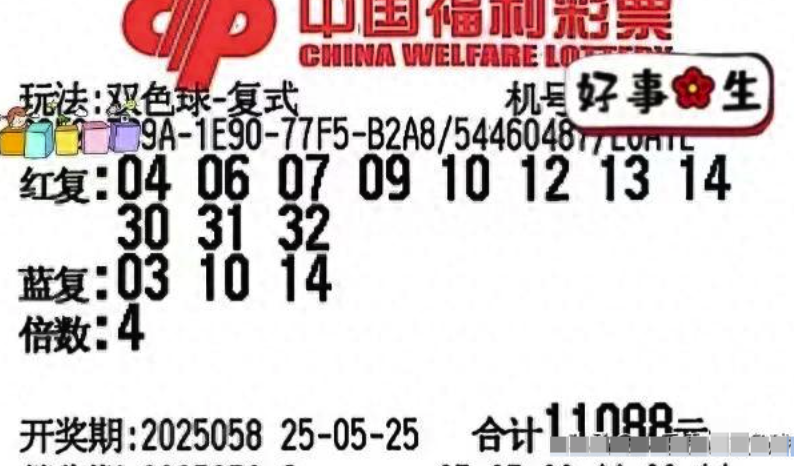 中国福利彩票
CHINA WELFARE LOTTERY
玩法:双色球-复式 机号
好事生
9A-1E90-77F5-B2A8/5446048
红复:04 06 07 09 10 12 13 14
30 31 32
蓝复:03 10 14
倍数:4
开奖期:2025058 25-05-25 合计11088元